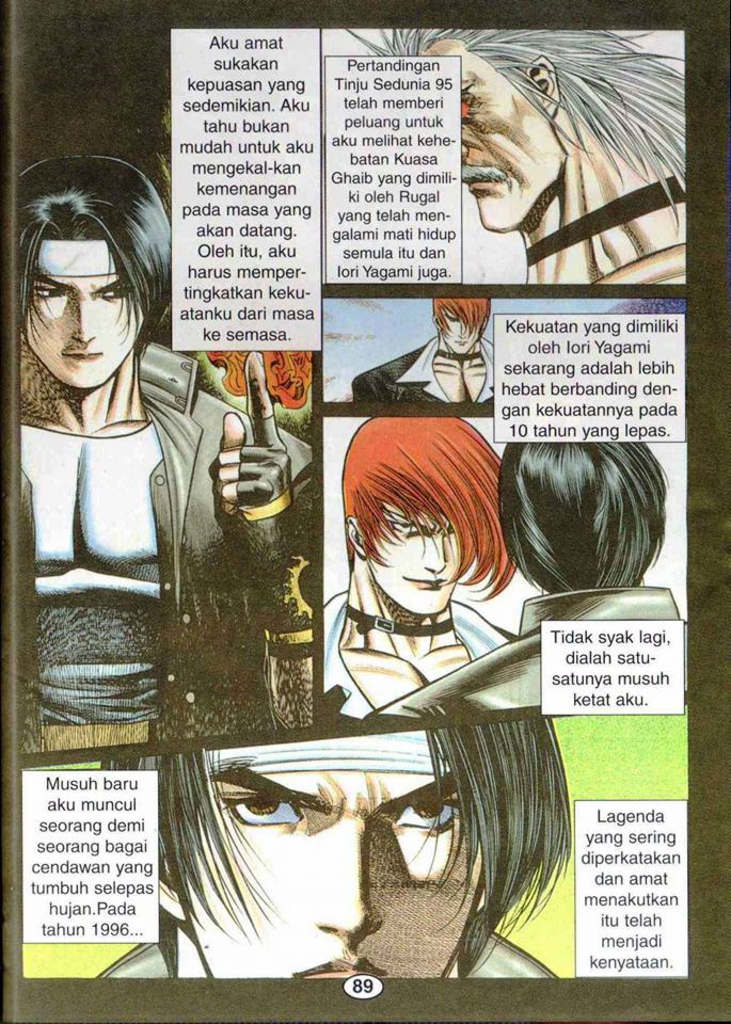 Aku amat
sukakan
kepuasan yang
sedemikian. Aku
tahu bukan
mudah untuk aku
mengekal-kan
kemenangan
pada masa yang
akan datang.
Oleh itu, aku
harus memper-
tingkatkan keku-
atanku dari masa
ke semasa.
Pertandingan
Tinju Sedunia 95
telah memberi
peluang untuk
aku melihat kehe-
batan Kuasa
Ghaib yang dimili-
ki oleh Rugal
yang telah men-
galami mati hidup
semula itu dan
Iori Yagami juga.
Kekuatan yang dimiliki
oleh Iori Yagami
sekarang adalah lebih
hebat berbanding den-
gan kekuatannya pada
10 tahun yang lepas.
Tidak syak lagi,
dialah satu-
satunya musuh
ketat aku.
Musuh baru
aku muncul
seorang demi
seorang bagai
cendawan yang
tumbuh selepas
hujan.Pada
tahun 1996...
Lagenda
yang sering
diperkatakan
dan amat
menakutkan
itu telah
menjadi
kenyataan.
89